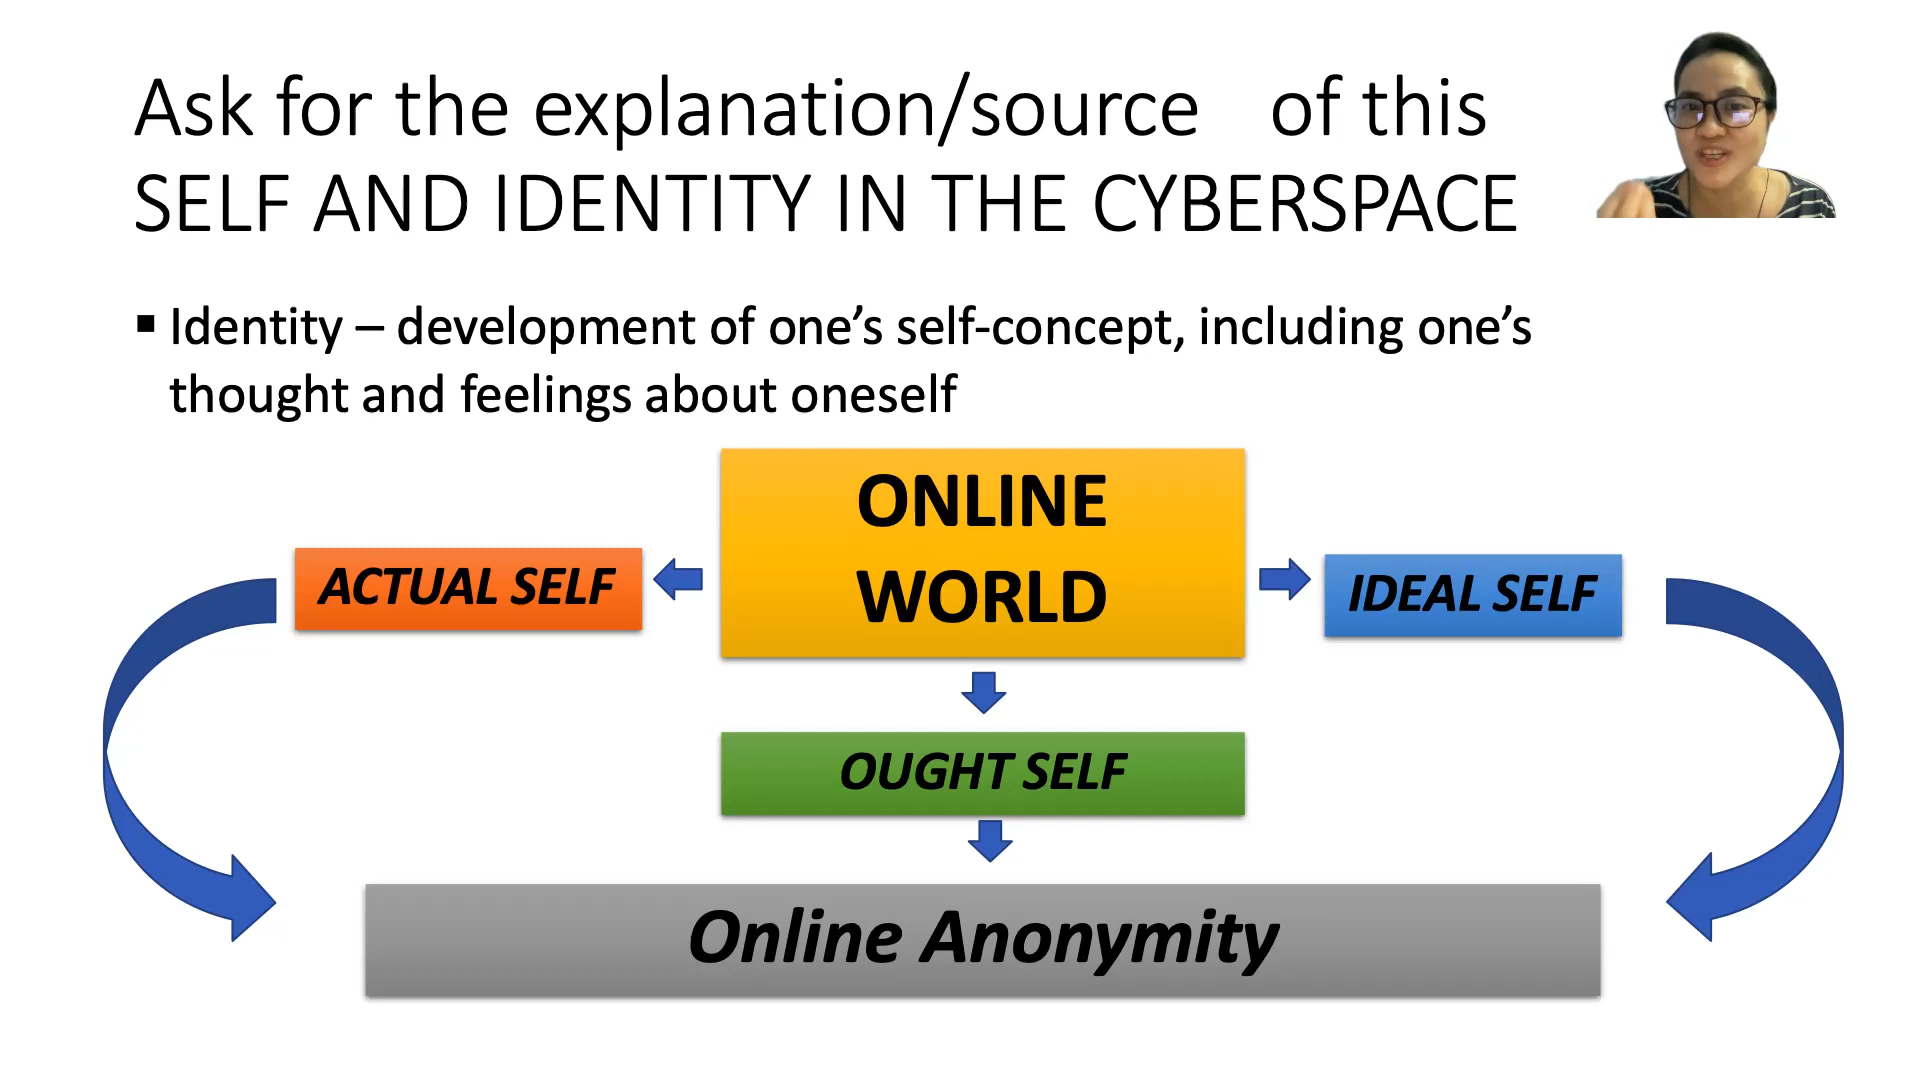 Ask for the explanation/source of this
SELF AND IDENTITY IN THE CYBERSPACE
▪ Identity – development of one’s self-concept, including one’s
thought and feelings about oneself
ONLINE
WORLD
ACTUAL SELF
IDEAL SELF
OUGHT SELF
Online Anonymity